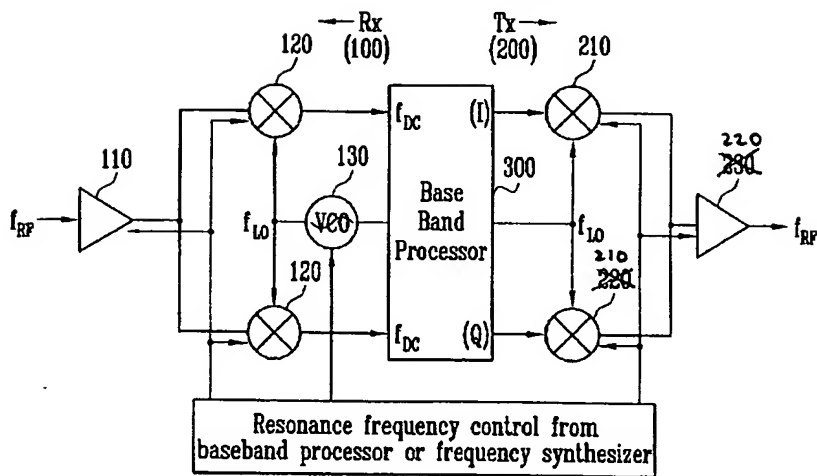 Rx
(100)
Tx
(200)
120
210
f_DC
(I)
220
230
110
130
Base
Band
Processor
300
f_RF
f_LO
VCO
f_LO
f_RF
210
220
120
f_DC
(Q)
Resonance frequency control from
baseband processor or frequency synthesizer